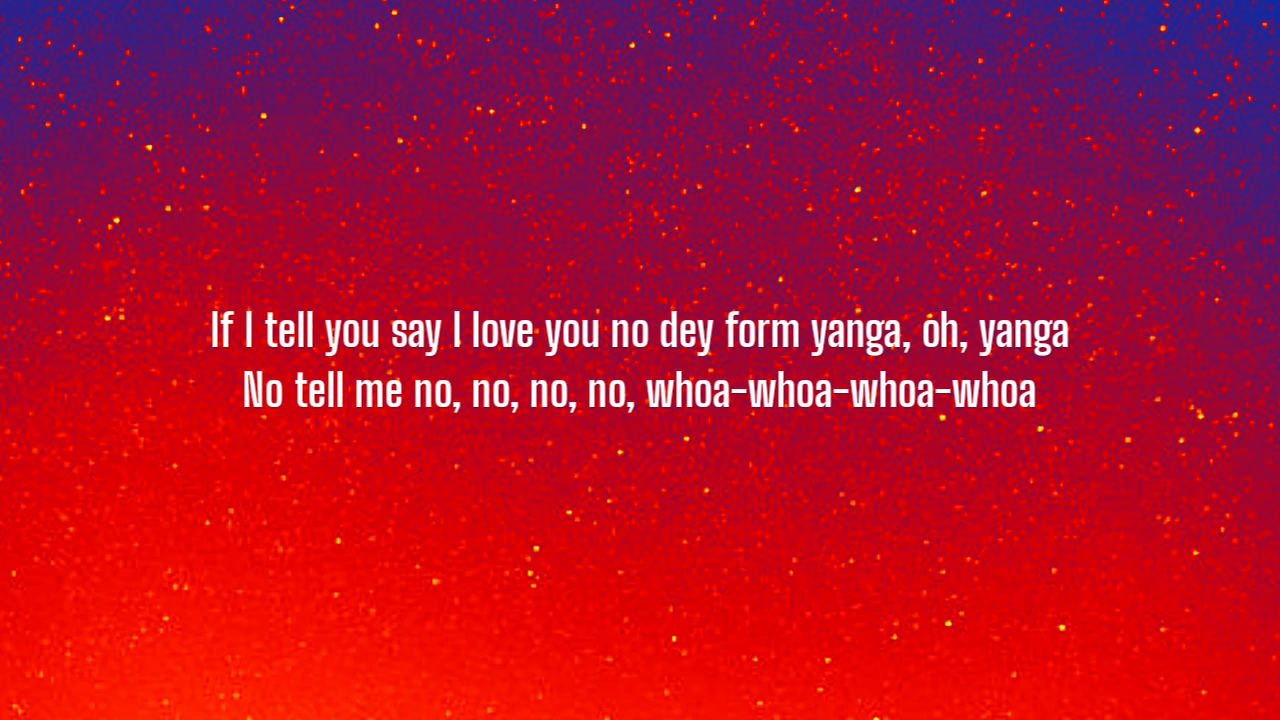 If I tell you say I love you no dey form yanga, oh, yanga
No tell me no, no, no, no, whoa-whoa-whoa-whoa